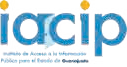 iacip
Instituto de Acceso a la Información
Pública para el Estado de Guanajuato